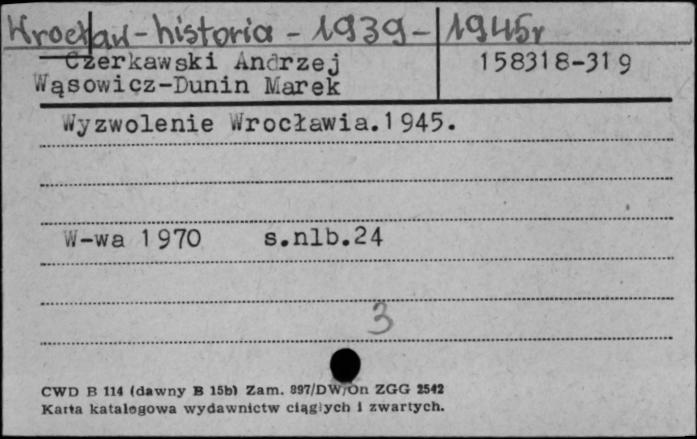 Wrocław-historia - 1939-1945r
Czerkawski Andrzej 158318-319
Wąsowicz-Dunin Marek
Wyzwolenie Wrocławia.1945.
W-wa 1970 s.nlb.24
3
CWD B 114 (dawny B 15b) Zam. 997/DW/On ZGG 2542
Karta katalogowa wydawnictw ciągłych i zwartych.